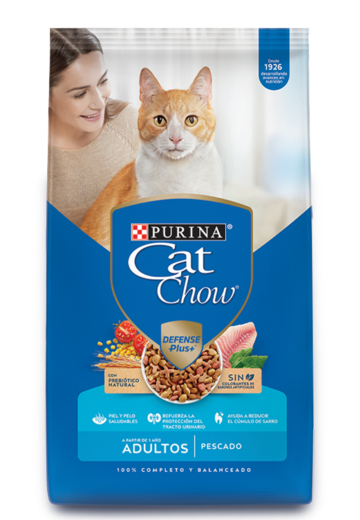 Desde
1926
desarrollando
avances en
nutrición
PURINA®
Cat
Chow®
DEFENSE
Plus+
CON
PREBIÓTICO
NATURAL
SIN
COLORANTES NI
SABORES ARTIFICIALES
PIEL Y PELO
SALUDABLES
REFUERZA LA
PROTECCIÓN DEL
TRACTO URINARIO
AYUDA A REDUCIR
EL CÚMULO DE SARRO
A PARTIR DE 1 AÑO
ADULTOS | PESCADO
100% COMPLETO Y BALANCEADO